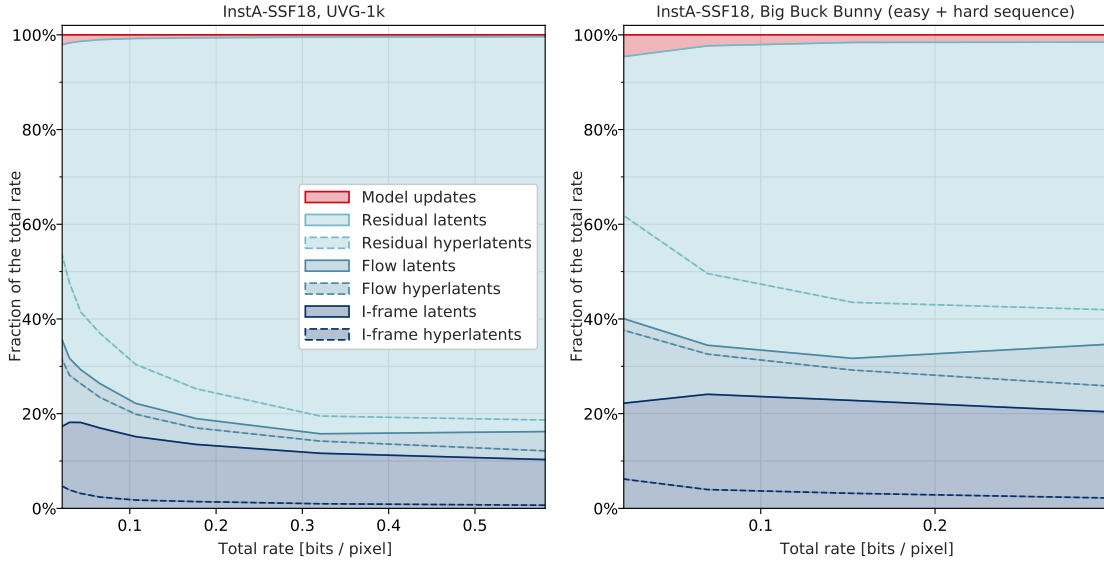 InstA-SSF18, UVG-1k
100%
80%
60%
40%
20%
0%
Fraction of the total rate
Model updates
Residual latents
Residual hyperlatents
Flow latents
Flow hyperlatents
I-frame latents
I-frame hyperlatents
0.1 0.2 0.3 0.4 0.5
Total rate [bits / pixel]
InstA-SSF18, Big Buck Bunny (easy + hard sequence)
100%
80%
60%
40%
20%
0%
Fraction of the total rate
0.1 0.2
Total rate [bits / pixel]